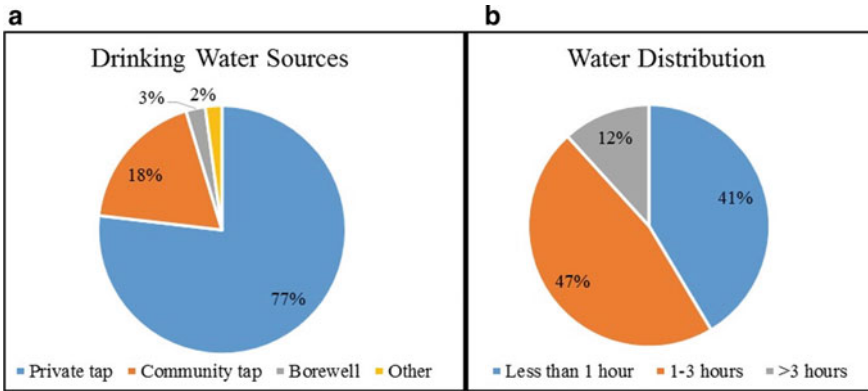 a
Drinking Water Sources
3%
2%
18%
77%
Private tap Community tap Borewell Other
b
Water Distribution
12%
41%
47%
Less than 1 hour 1-3 hours >3 hours